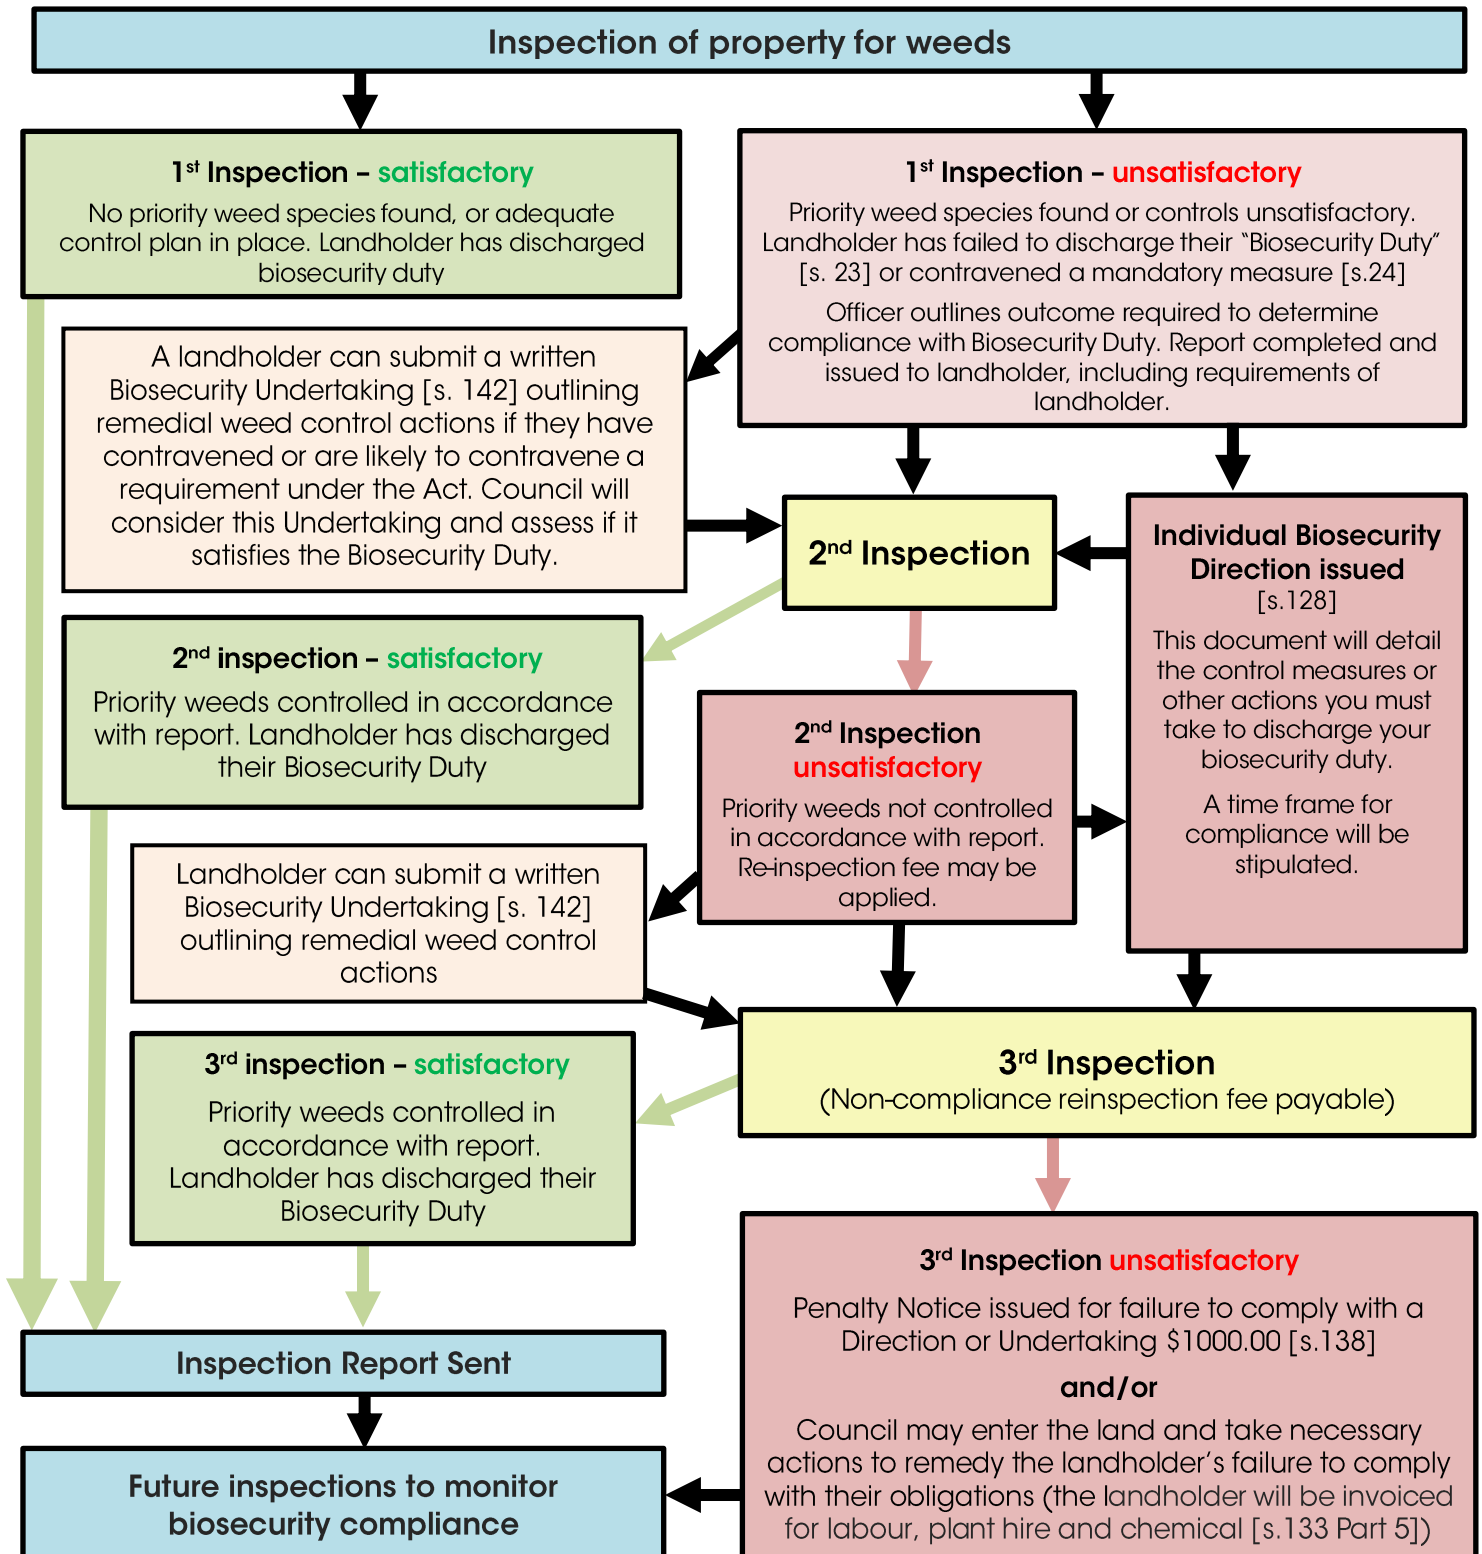 Inspection of property for weeds
1st Inspection – satisfactory
No priority weed species found, or adequate
control plan in place. Landholder has discharged
biosecurity duty
1st Inspection – unsatisfactory
Priority weed species found or controls unsatisfactory.
Landholder has failed to discharge their “Biosecurity Duty”
[s. 23] or contravened a mandatory measure [s.24]
Officer outlines outcome required to determine
compliance with Biosecurity Duty. Report completed and
issued to landholder, including requirements of
landholder.
A landholder can submit a written
Biosecurity Undertaking [s. 142] outlining
remedial weed control actions if they have
contravened or are likely to contravene a
requirement under the Act. Council will
consider this Undertaking and assess if it
satisfies the Biosecurity Duty.
2nd Inspection
Individual Biosecurity
Direction issued
[s.128]
This document will detail
the control measures or
other actions you must
take to discharge your
biosecurity duty.
A time frame for
compliance will be
stipulated.
2nd inspection – satisfactory
Priority weeds controlled in accordance
with report. Landholder has discharged
their Biosecurity Duty
2nd Inspection
unsatisfactory
Priority weeds not controlled
in accordance with report.
Re-inspection fee may be
applied.
Landholder can submit a written
Biosecurity Undertaking [s. 142]
outlining remedial weed control
actions
3rd Inspection
(Non-compliance reinspection fee payable)
3rd inspection – satisfactory
Priority weeds controlled in
accordance with report.
Landholder has discharged their
Biosecurity Duty
3rd Inspection unsatisfactory
Penalty Notice issued for failure to comply with a
Direction or Undertaking $1000.00 [s.138]
and/or
Council may enter the land and take necessary
actions to remedy the landholder’s failure to comply
with their obligations (the landholder will be invoiced
for labour, plant hire and chemical [s.133 Part 5])
Inspection Report Sent
Future inspections to monitor
biosecurity compliance